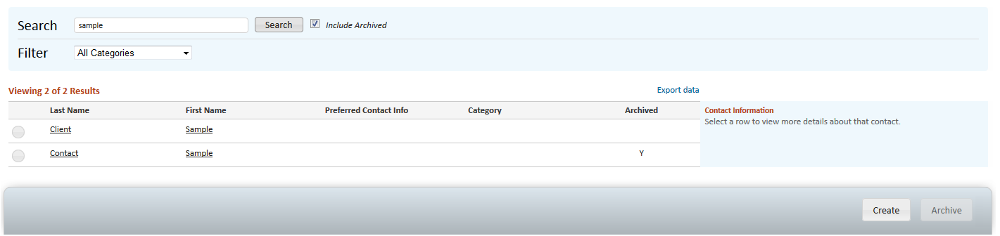 Search sample Search Include Archived
Filter All Categories
Viewing 2 of 2 Results Export data
Last Name First Name Preferred Contact Info Category Archived Contact Information
Select a row to view more details about that contact.
Client Sample
Contact Sample Y
Create Archive